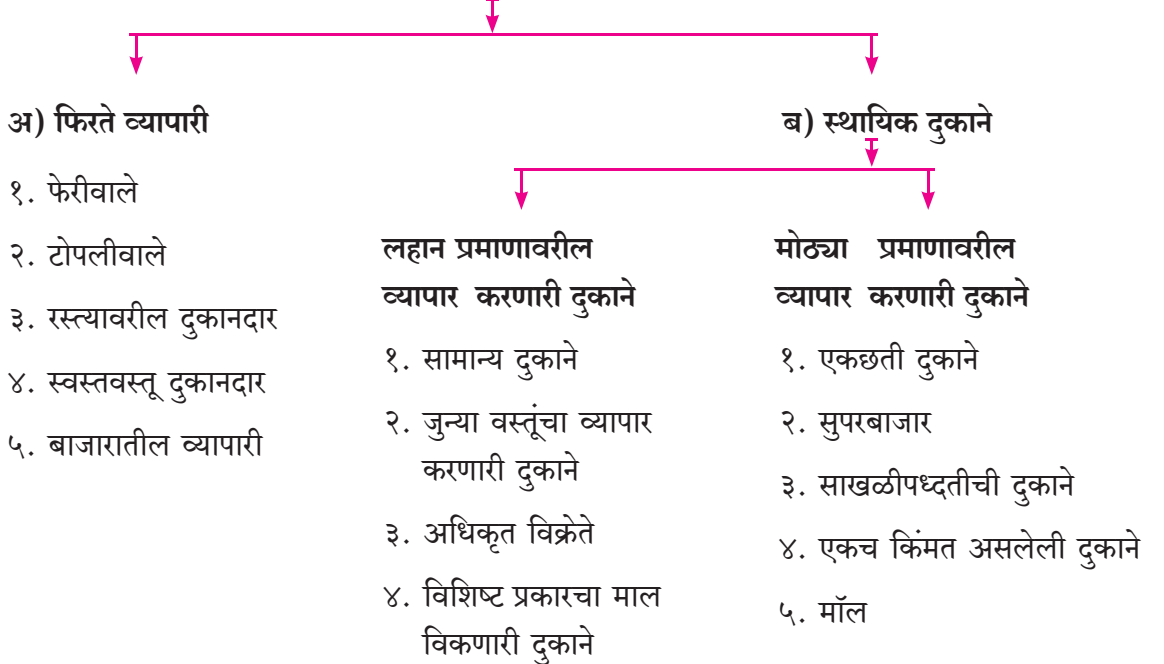 अ) फिरते व्यापारी
१. फेरीवाले
२. टोपलीवाले
३. रस्त्यावरील दुकानदार
४. स्वस्तवस्तू दुकानदार
५. बाजारातील व्यापारी
ब) स्थायिक दुकाने
लहान प्रमाणावरील
व्यापार करणारी दुकाने
१. सामान्य दुकाने
२. जुन्या वस्तूंचा व्यापार
करणारी दुकाने
३. अधिकृत विक्रेते
४. विशिष्ट प्रकारचा माल
विकणारी दुकाने
मोठ्या प्रमाणावरील
व्यापार करणारी दुकाने
१. एकछती दुकाने
२. सुपरबाजार
३. साखळीपध्दतीची दुकाने
४. एकच किंमत असलेली दुकाने
५. मॉल